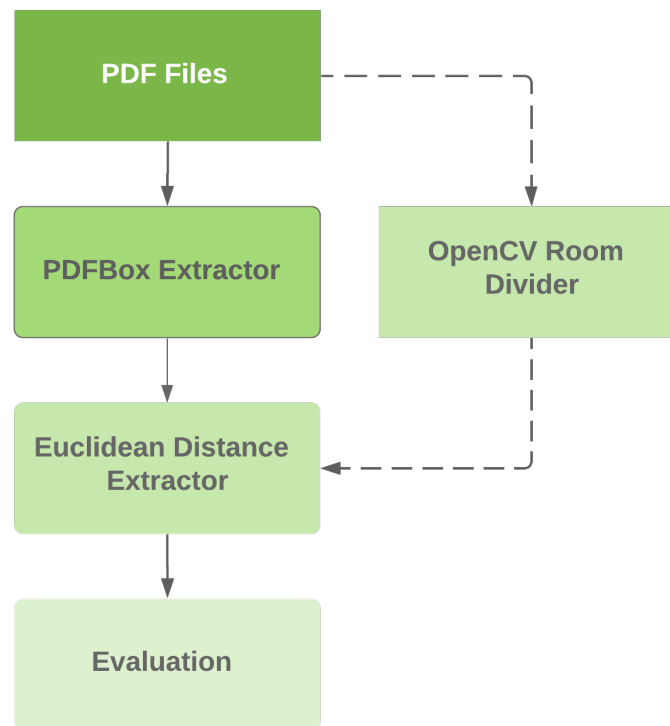 PDF Files
PDFBox Extractor
OpenCV Room
Divider
Euclidean Distance
Extractor
Evaluation